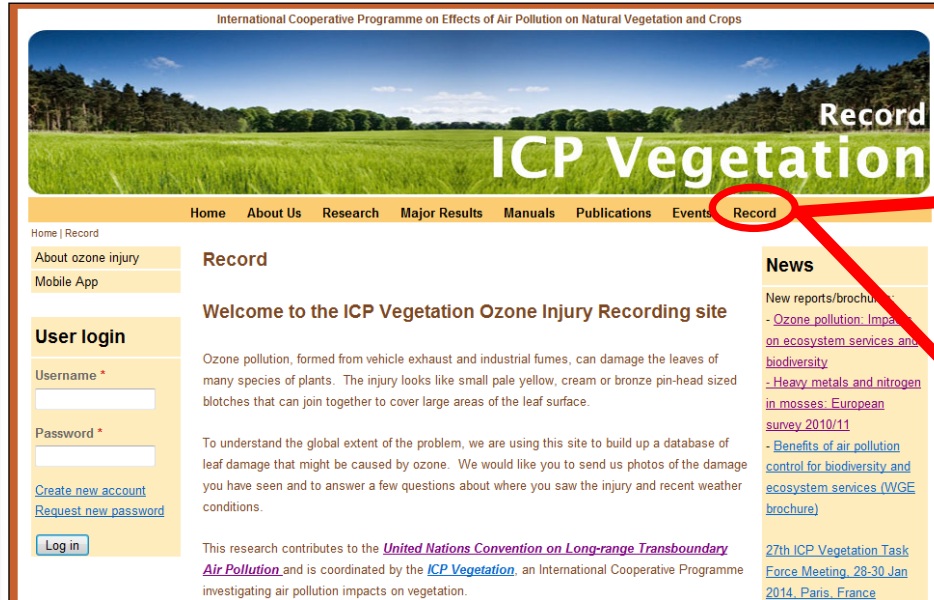 International Cooperative Programme on Effects of Air Pollution on Natural Vegetation and Crops
Record
ICP Vegetation
Home About Us Research Major Results Manuals Publications Events Record
Home | Record
About ozone injury
Mobile App
User login
Username *
Password *
Create new account
Request new password
Log in
Record
Welcome to the ICP Vegetation Ozone Injury Recording site
Ozone pollution, formed from vehicle exhaust and industrial fumes, can damage the leaves of
many species of plants. The injury looks like small pale yellow, cream or bronze pin-head sized
blotches that can join together to cover large areas of the leaf surface.
To understand the global extent of the problem, we are using this site to build up a database of
leaf damage that might be caused by ozone. We would like you to send us photos of the damage
you have seen and to answer a few questions about where you saw the injury and recent weather
conditions.
This research contributes to the United Nations Convention on Long-range Transboundary
Air Pollution and is coordinated by the ICP Vegetation, an International Cooperative Programme
investigating air pollution impacts on vegetation.
News
New reports/brochures:
- Ozone pollution: Impacts
on ecosystem services and
biodiversity
- Heavy metals and nitrogen
in mosses: European
survey 2010/11
- Benefits of air pollution
control for biodiversity and
ecosystem services (WGE
brochure)
27th ICP Vegetation Task
Force Meeting, 28-30 Jan
2014, Paris, France